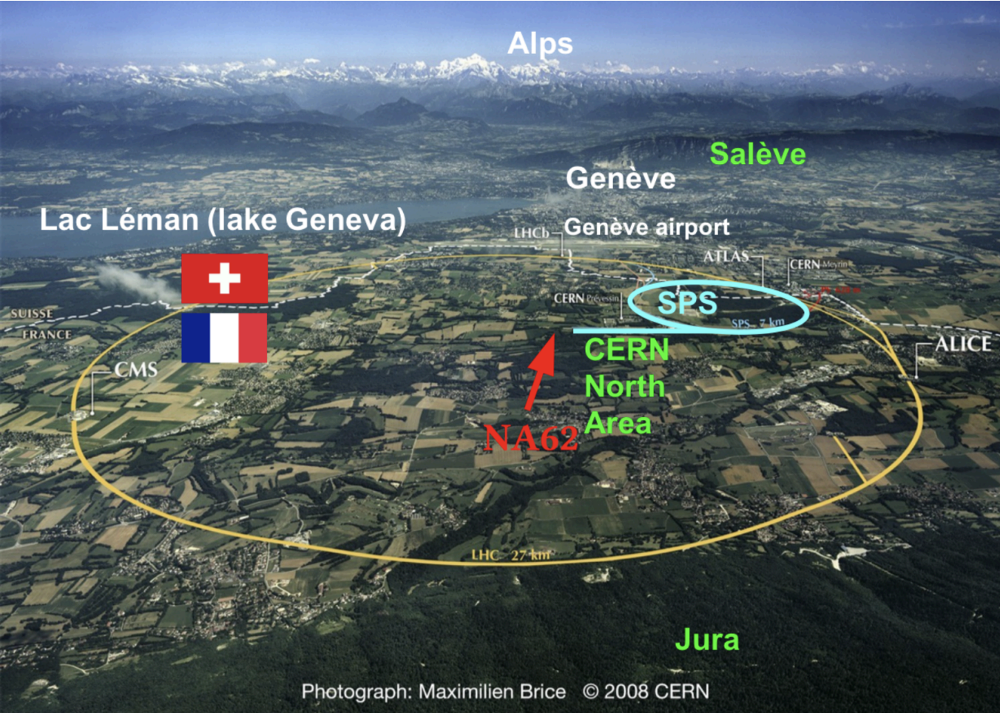 Alps
Salève
Genève
Lac Léman (lake Geneva)
LHCb
Genève airport
ATLAS
CERN Meyrin
CERN Prévessin
SPS
SUISSE
FRANCE
SPS 7 km
CERN
North
Area
ALICE
CMS
NA62
LHC 27 km
Jura
Photograph: Maximilien Brice © 2008 CERN